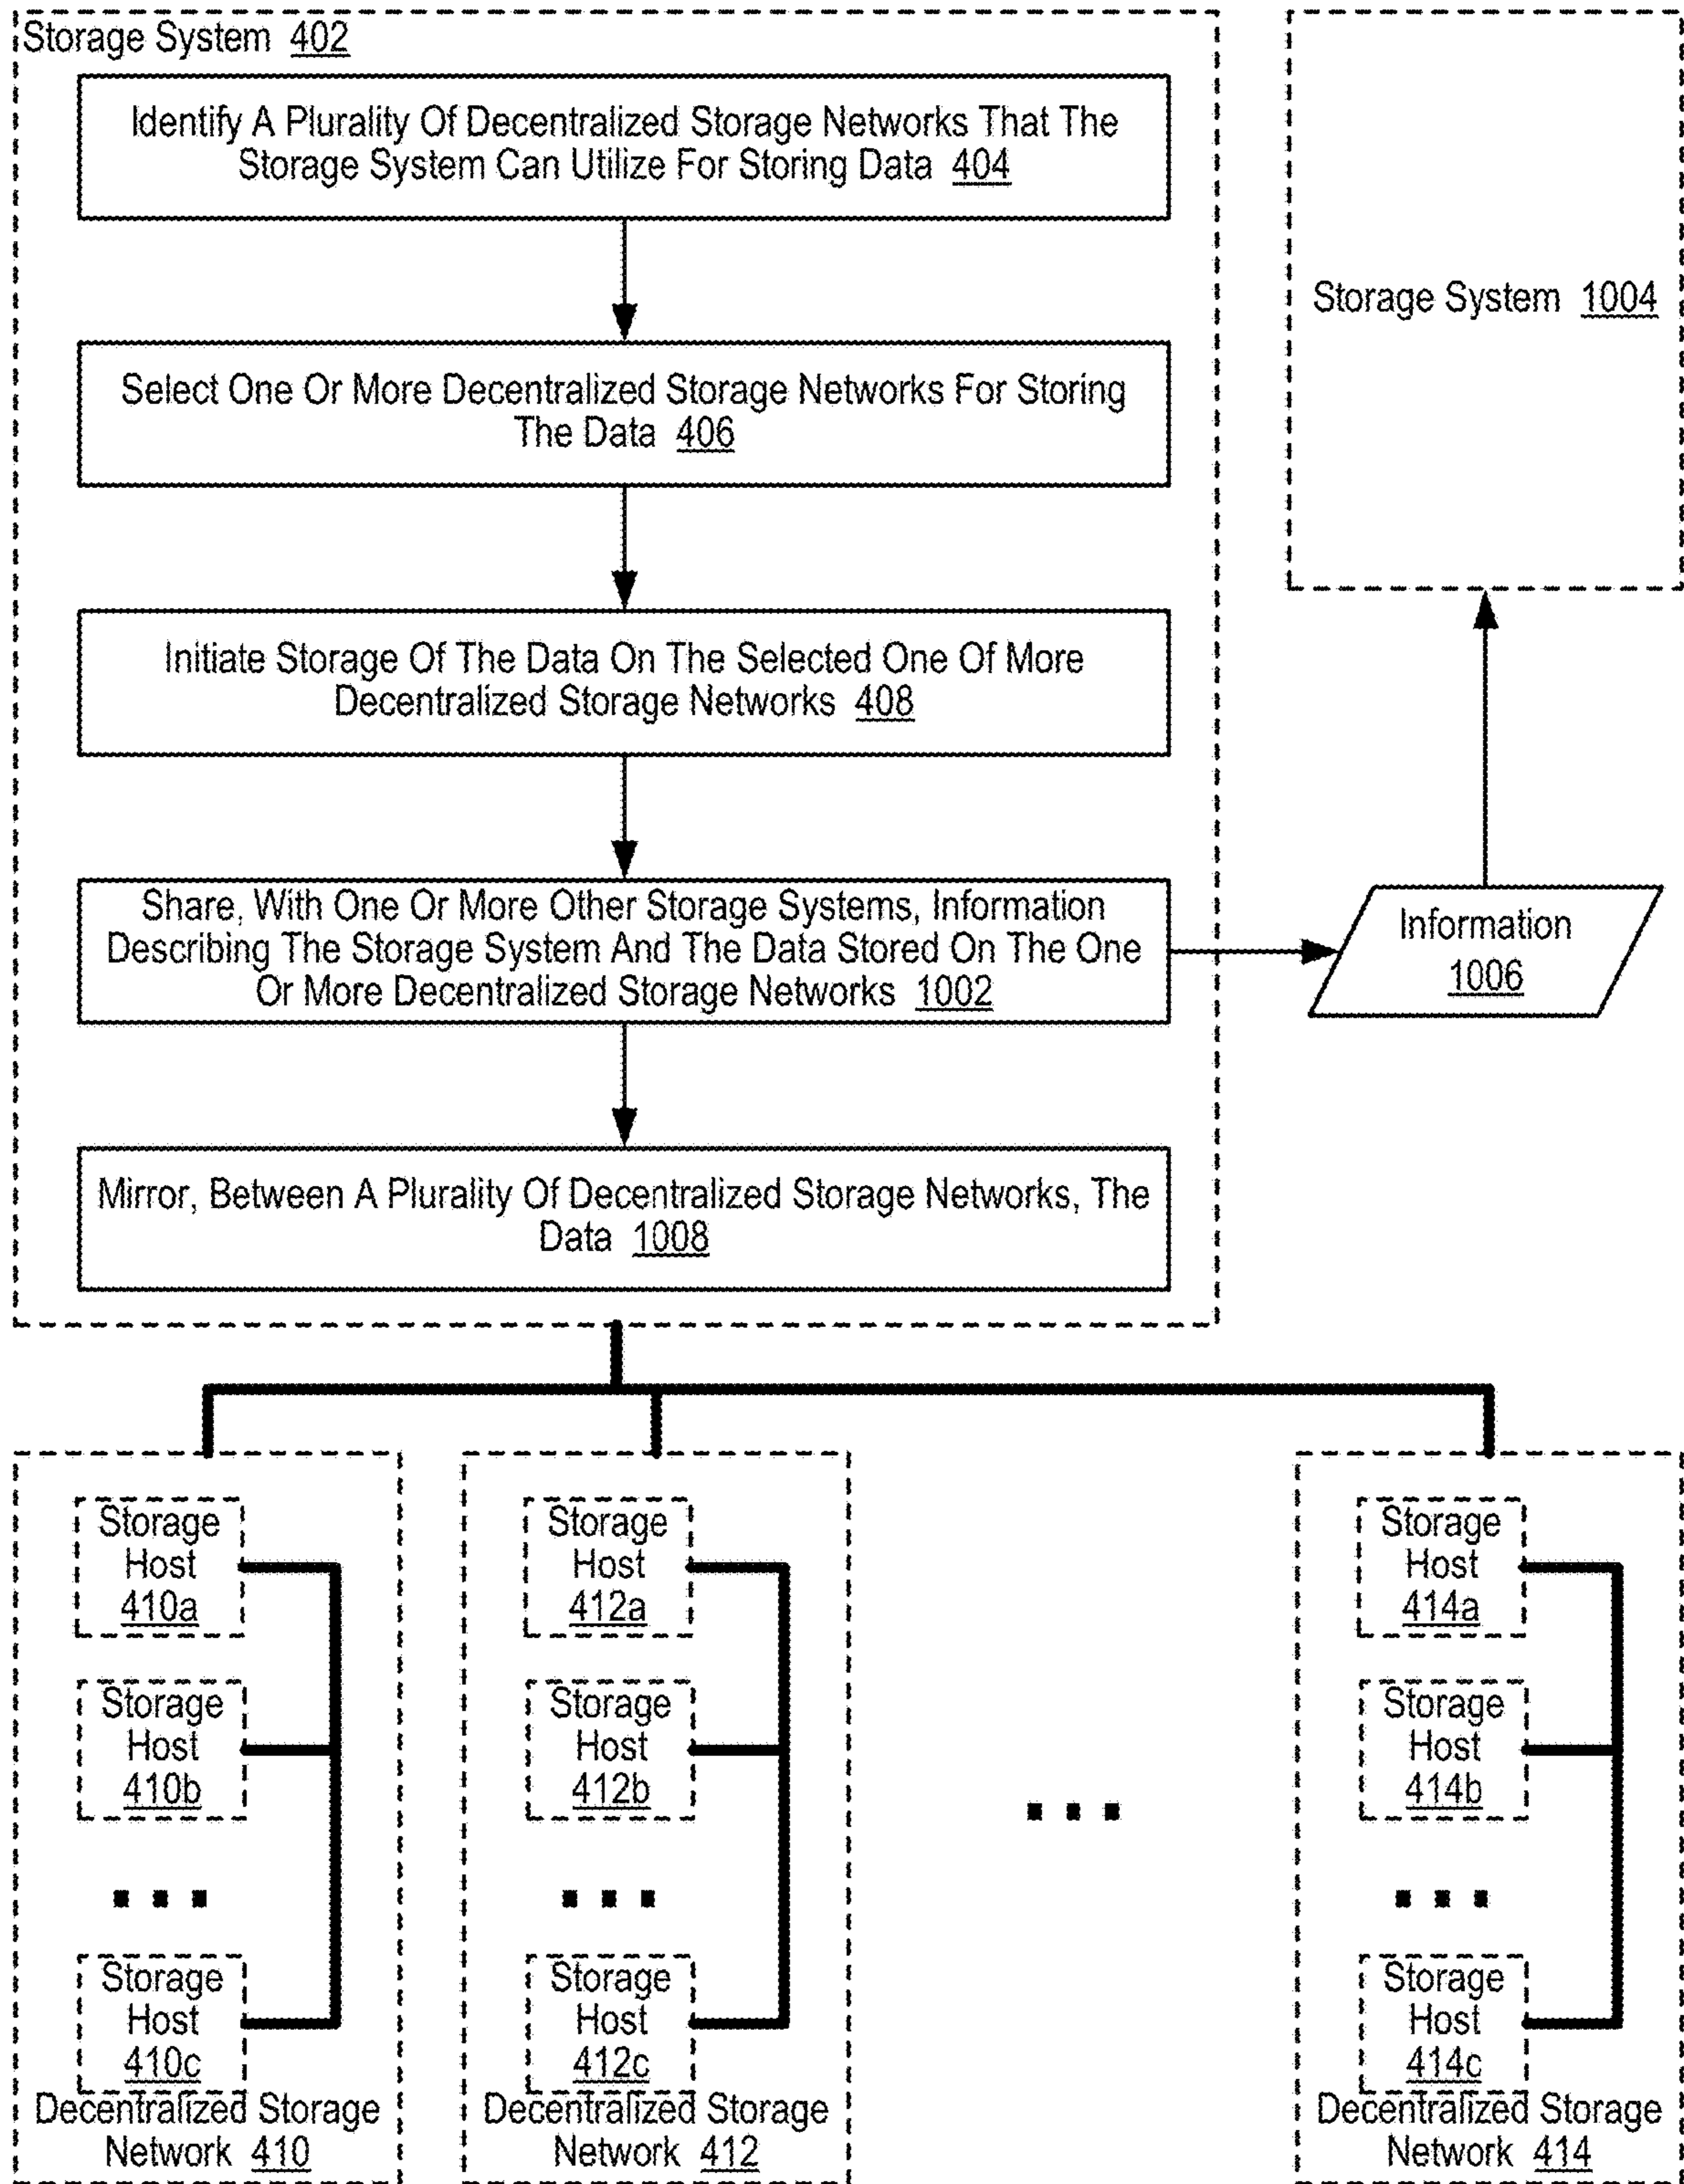 Storage System 402
Identify A Plurality Of Decentralized Storage Networks That The
Storage System Can Utilize For Storing Data 404
Select One Or More Decentralized Storage Networks For Storing
The Data 406
Initiate Storage Of The Data On The Selected One Of More
Decentralized Storage Networks 408
Share, With One Or More Other Storage Systems, Information
Describing The Storage System And The Data Stored On The One
Or More Decentralized Storage Networks 1002
Mirror, Between A Plurality Of Decentralized Storage Networks, The
Data 1008
Storage System 1004
Information
1006
Storage
Host
410a
Storage
Host
410b
...
Storage
Host
410c
Decentralized Storage
Network 410
Storage
Host
412a
Storage
Host
412b
...
Storage
Host
412c
Decentralized Storage
Network 412
...
Storage
Host
414a
Storage
Host
414b
...
Storage
Host
414c
Decentralized Storage
Network 414